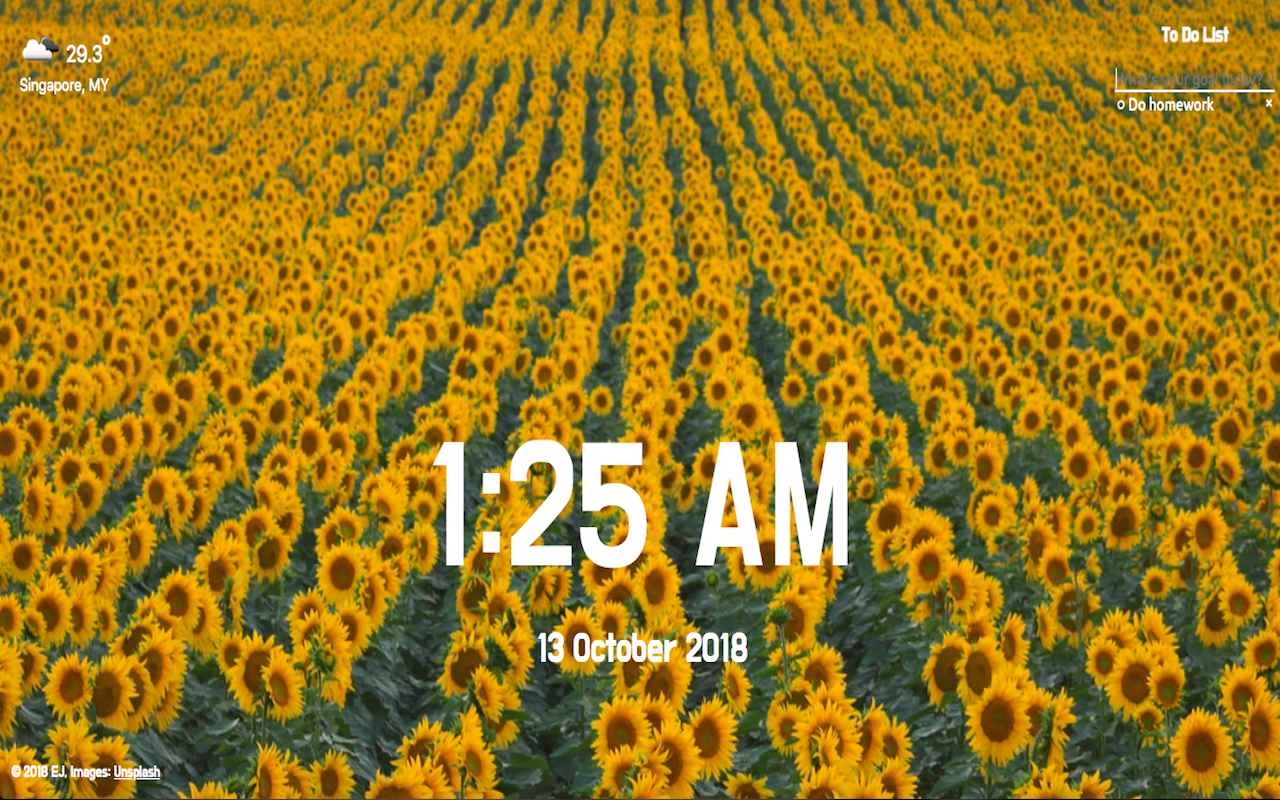 29.3°
Singapore, MY
To Do List
What's your goal today? :)
Do homework ×
1:25 AM
13 October 2018
© 2018 EJ, Images: Unsplash